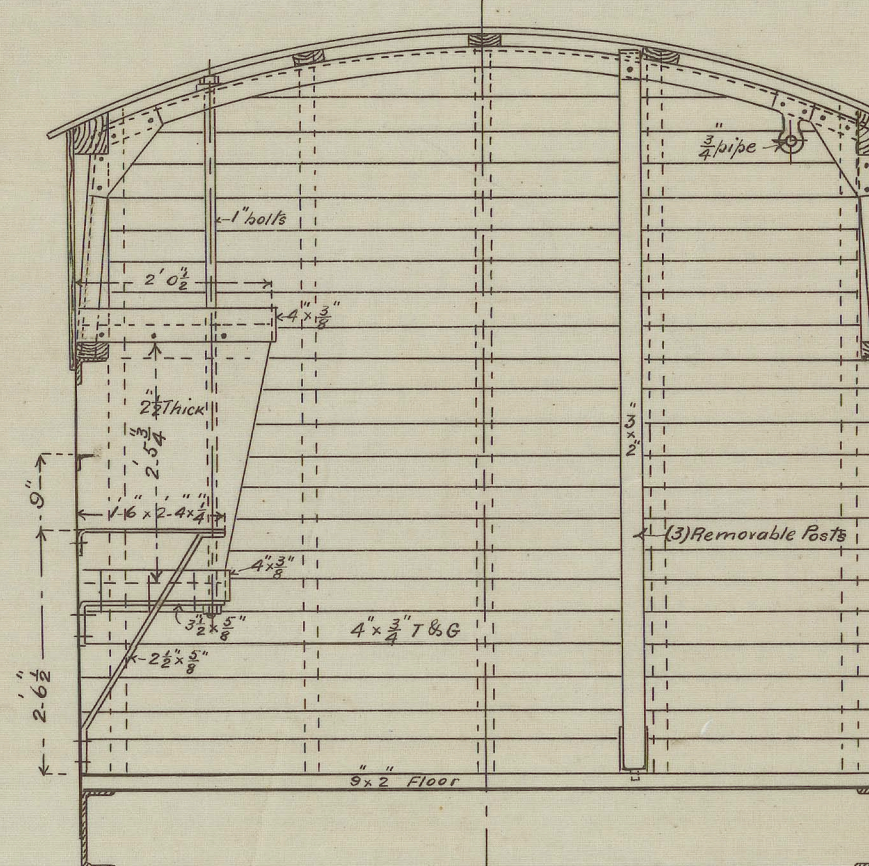 3/4" pipe
1" bolts
2' 0 1/2"
4" x 3/8"
2 1/2" Thick
2' 5 3/4"
3" x 2"
9"
1'-6" x 2'-4" x 1/4"
(3) Removable Posts
4" x 3/8"
3 1/2" x 5/8"
4" x 3/4" T & G
2 1/2" x 5/8"
2'-6 1/2"
9" x 2" Floor